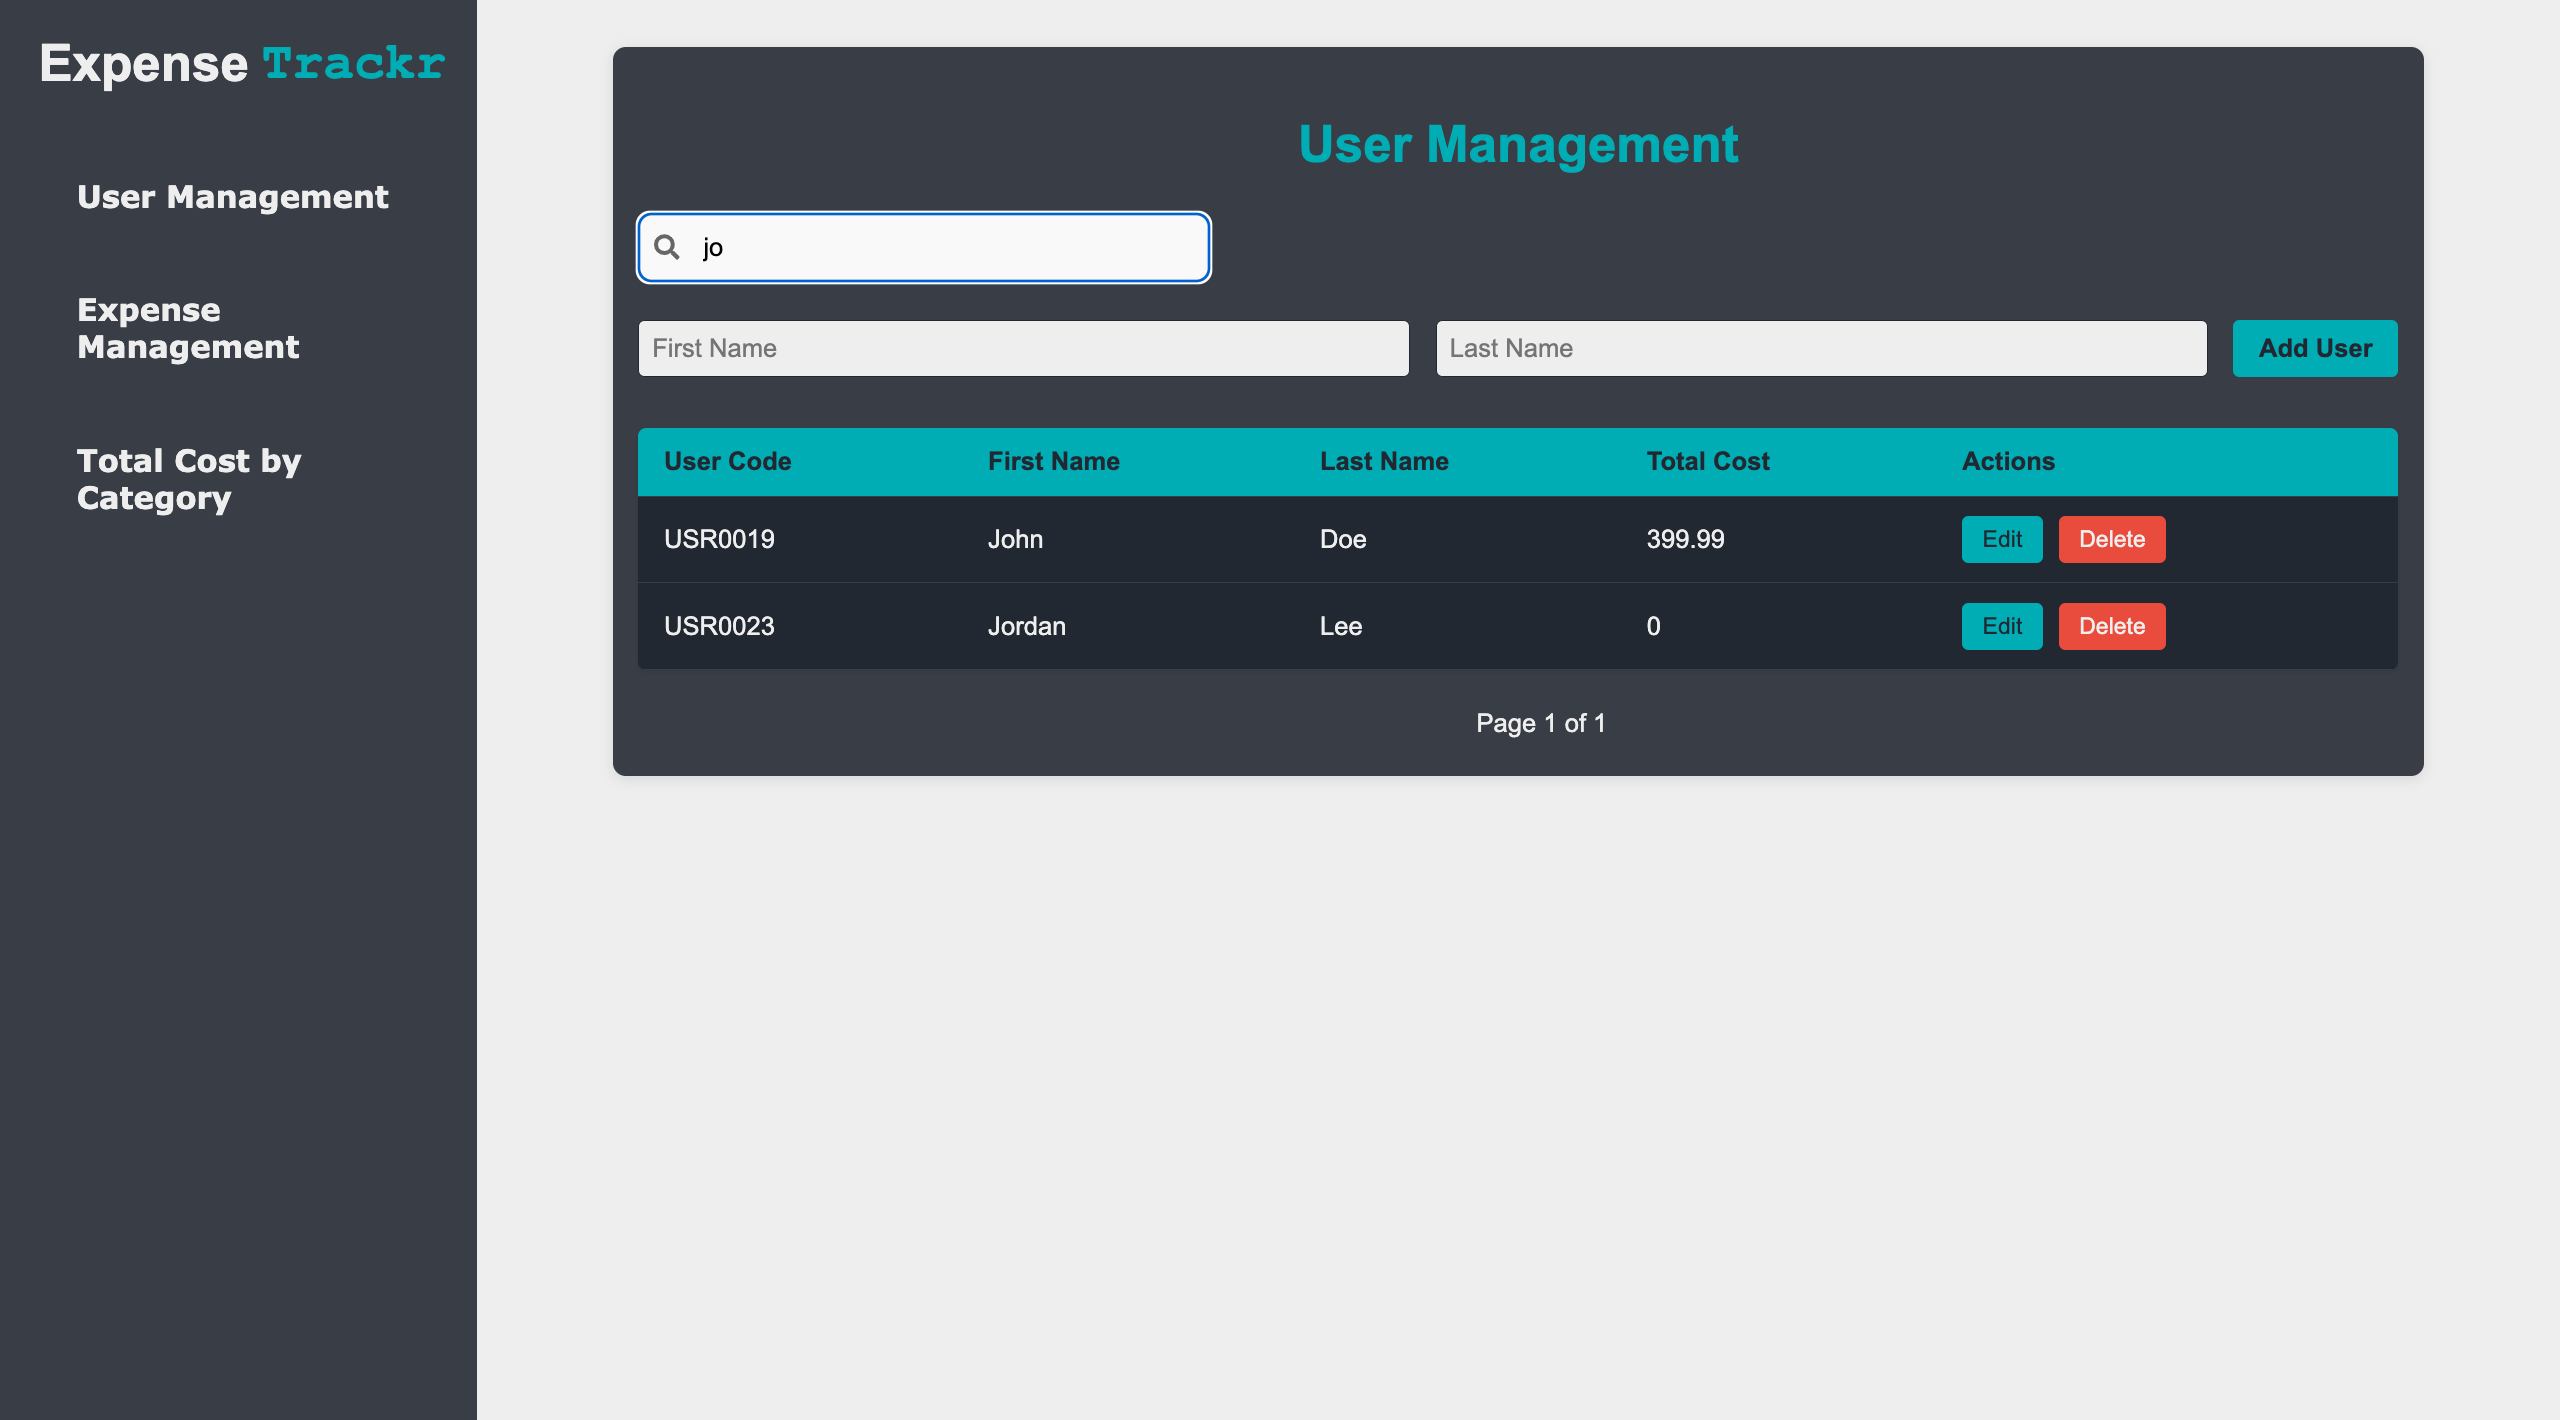 Expense Trackr
User Management
Expense
Management
Total Cost by
Category
User Management
jo
First Name Last Name Add User
User Code First Name Last Name Total Cost Actions
USR0019 John Doe 399.99 Edit Delete
USR0023 Jordan Lee 0 Edit Delete
Page 1 of 1